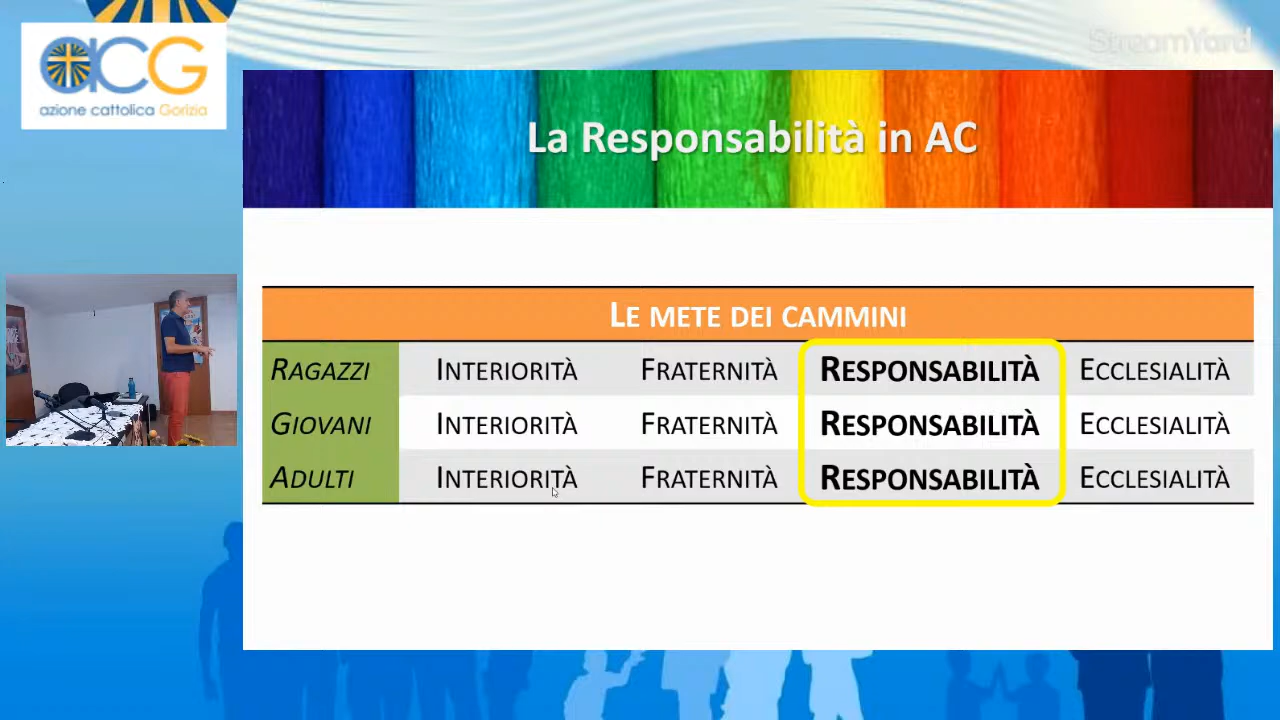 StreamYard
aCG
azione cattolica Gorizia
La Responsabilità in AC
LE METE DEI CAMMINI
RAGAZZI INTERIORITÀ FRATERNITÀ RESPONSABILITÀ ECCLESIALITÀ
GIOVANI INTERIORITÀ FRATERNITÀ RESPONSABILITÀ ECCLESIALITÀ
ADULTI INTERIORITÀ FRATERNITÀ RESPONSABILITÀ ECCLESIALITÀ